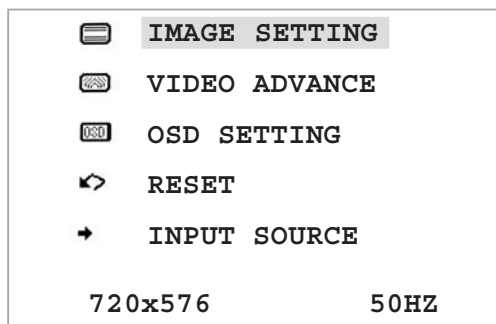 IMAGE SETTING
VIDEO ADVANCE
OSD OSD SETTING
RESET
INPUT SOURCE
720x576 50HZ